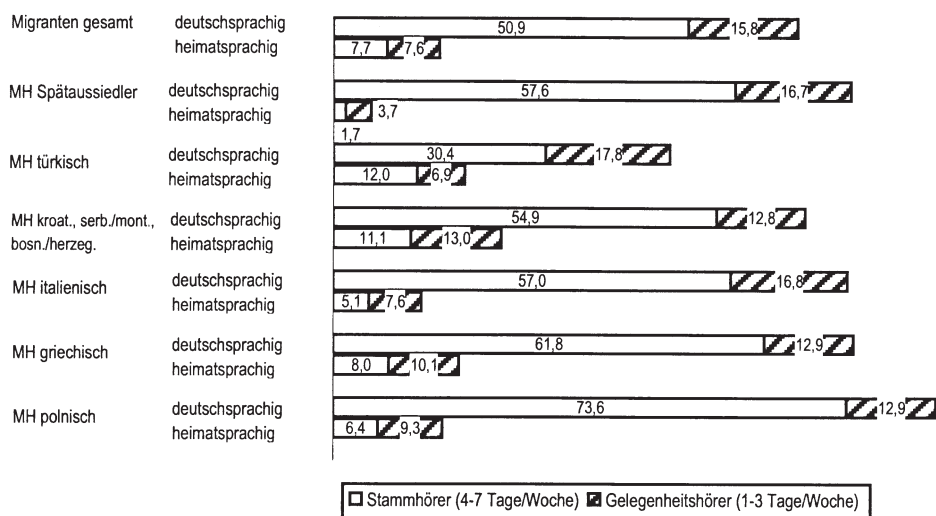 Migranten gesamt deutschsprachig 50,9 15,8
heimatsprachig 7,7 7,6
MH Spätaussiedler deutschsprachig 57,6 16,7
heimatsprachig 3,7
1,7
MH türkisch deutschsprachig 30,4 17,8
heimatsprachig 12,0 6,9
MH kroat., serb./mont., deutschsprachig 54,9 12,8
bosn./herzeg. heimatsprachig 11,1 13,0
MH italienisch deutschsprachig 57,0 16,8
heimatsprachig 5,1 7,6
MH griechisch deutschsprachig 61,8 12,9
heimatsprachig 8,0 10,1
MH polnisch deutschsprachig 73,6 12,9
heimatsprachig 6,4 9,3
Stammhörer (4-7 Tage/Woche) Gelegenheitshörer (1-3 Tage/Woche)